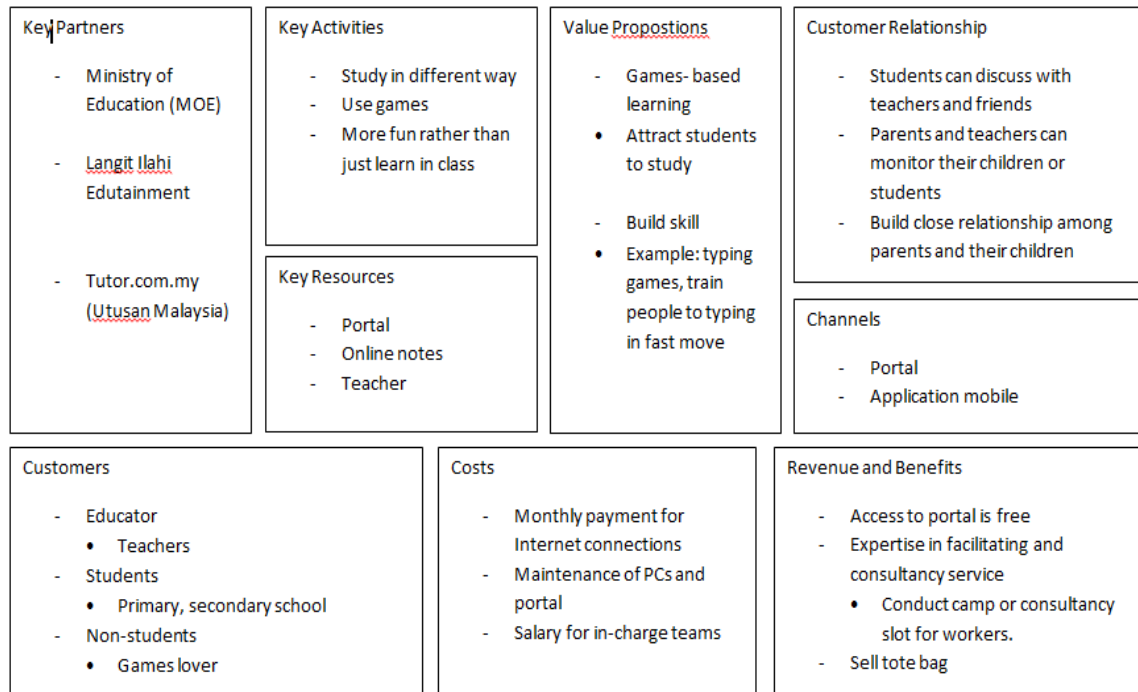 Key Partners
- Ministry of
Education (MOE)
- Langit Ilahi
Edutainment
- Tutor.com.my
(Utusan Malaysia)
Key Activities
- Study in different way
- Use games
- More fun rather than
just learn in class
Key Resources
- Portal
- Online notes
- Teacher
Value Propostions
- Games- based
learning
• Attract students
to study
- Build skill
• Example: typing
games, train
people to typing
in fast move
Customer Relationship
- Students can discuss with
teachers and friends
- Parents and teachers can
monitor their children or
students
- Build close relationship among
parents and their children
Channels
- Portal
- Application mobile
Customers
- Educator
• Teachers
- Students
• Primary, secondary school
- Non-students
• Games lover
Costs
- Monthly payment for
Internet connections
- Maintenance of PCs and
portal
- Salary for in-charge teams
Revenue and Benefits
- Access to portal is free
- Expertise in facilitating and
consultancy service
• Conduct camp or consultancy
slot for workers.
- Sell tote bag